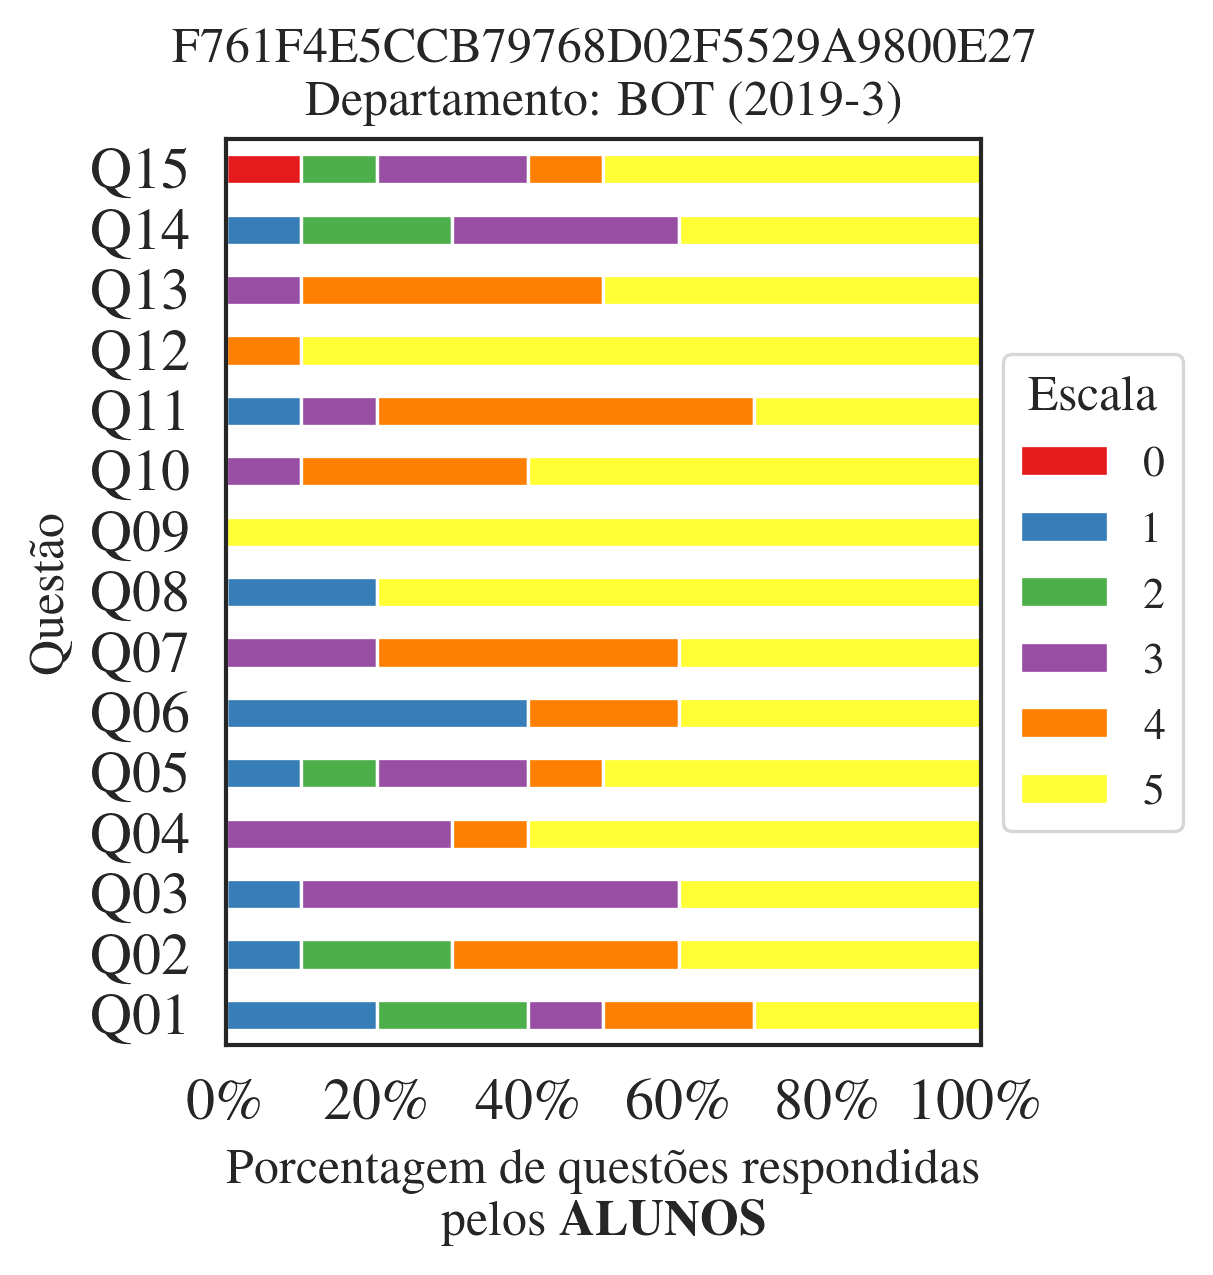 F761F4E5CCB79768D02F5529A9800E27
Departamento: BOT (2019-3)
Questão
Q15
Q14
Q13
Q12
Q11
Q10
Q09
Q08
Q07
Q06
Q05
Q04
Q03
Q02
Q01
0% 20% 40% 60% 80% 100%
Porcentagem de questões respondidas
pelos ALUNOS
Escala
0
1
2
3
4
5